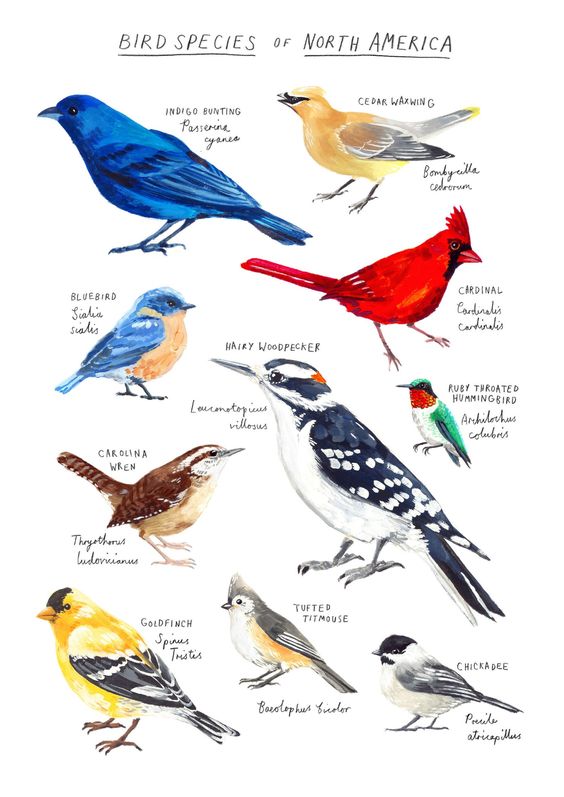 BIRD SPECIES OF NORTH AMERICA
INDIGO BUNTING
Passerina
cyanea
CEDAR WAXWING
Bombycilla
cedrorum
CARDINAL
Cardinalis
cardinalis
BLUEBIRD
Sialia
sialis
HAIRY WOODPECKER
Leuconotopicus
villosus
RUBY THROATED
HUMMINGBIRD
Archilochus
colubris
CAROLINA
WREN
Thryothorus
ludovicianus
GOLDFINCH
Spinus
Tristis
TUFTED
TITMOUSE
Baeolophus bicolor
CHICKADEE
Poecile
atricapillus